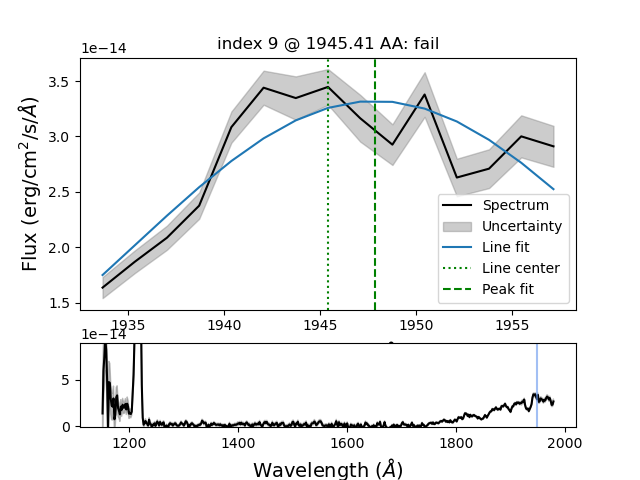 index 9 @ 1945.41 AA: fail
1e−14
3.5
3.0
2.5
2.0
1.5
Flux (erg/cm²/s/Å)
Spectrum
Uncertainty
Line fit
Line center
Peak fit
1935 1940 1945 1950 1955
1e−14
5
0
1200 1400 1600 1800 2000
Wavelength (Å)